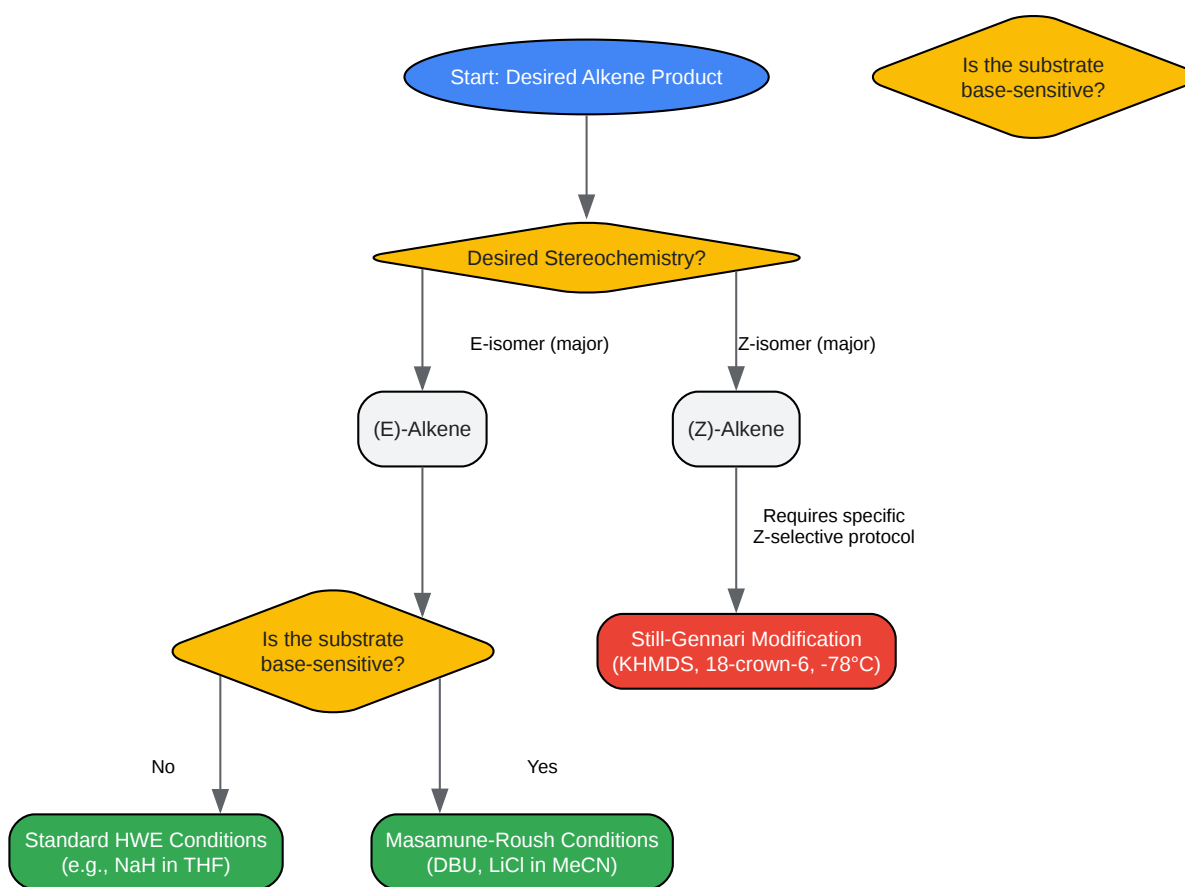 Start: Desired Alkene Product
Is the substrate
base-sensitive?
Desired Stereochemistry?
E-isomer (major)
Z-isomer (major)
(E)-Alkene
(Z)-Alkene
Requires specific
Z-selective protocol
Is the substrate
base-sensitive?
Still-Gennari Modification
(KHMDS, 18-crown-6, -78°C)
No
Yes
Standard HWE Conditions
(e.g., NaH in THF)
Masamune-Roush Conditions
(DBU, LiCl in MeCN)